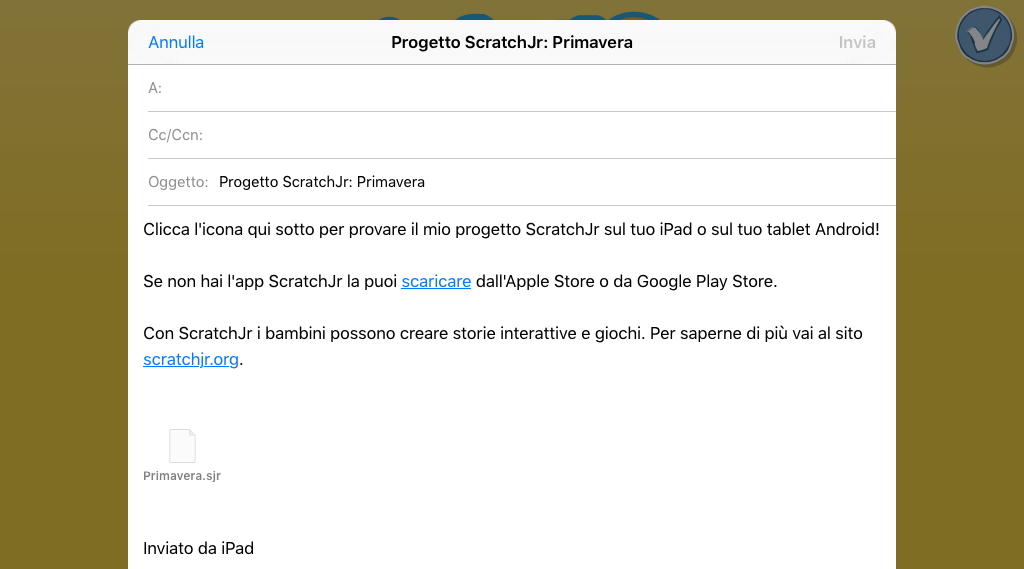 Annulla Progetto ScratchJr: Primavera Invia
A:
Cc/Ccn:
Oggetto: Progetto ScratchJr: Primavera
Clicca l'icona qui sotto per provare il mio progetto ScratchJr sul tuo iPad o sul tuo tablet Android!
Se non hai l'app ScratchJr la puoi scaricare dall'Apple Store o da Google Play Store.
Con ScratchJr i bambini possono creare storie interattive e giochi. Per saperne di più vai al sito
scratchjr.org.
Primavera.sjr
Inviato da iPad